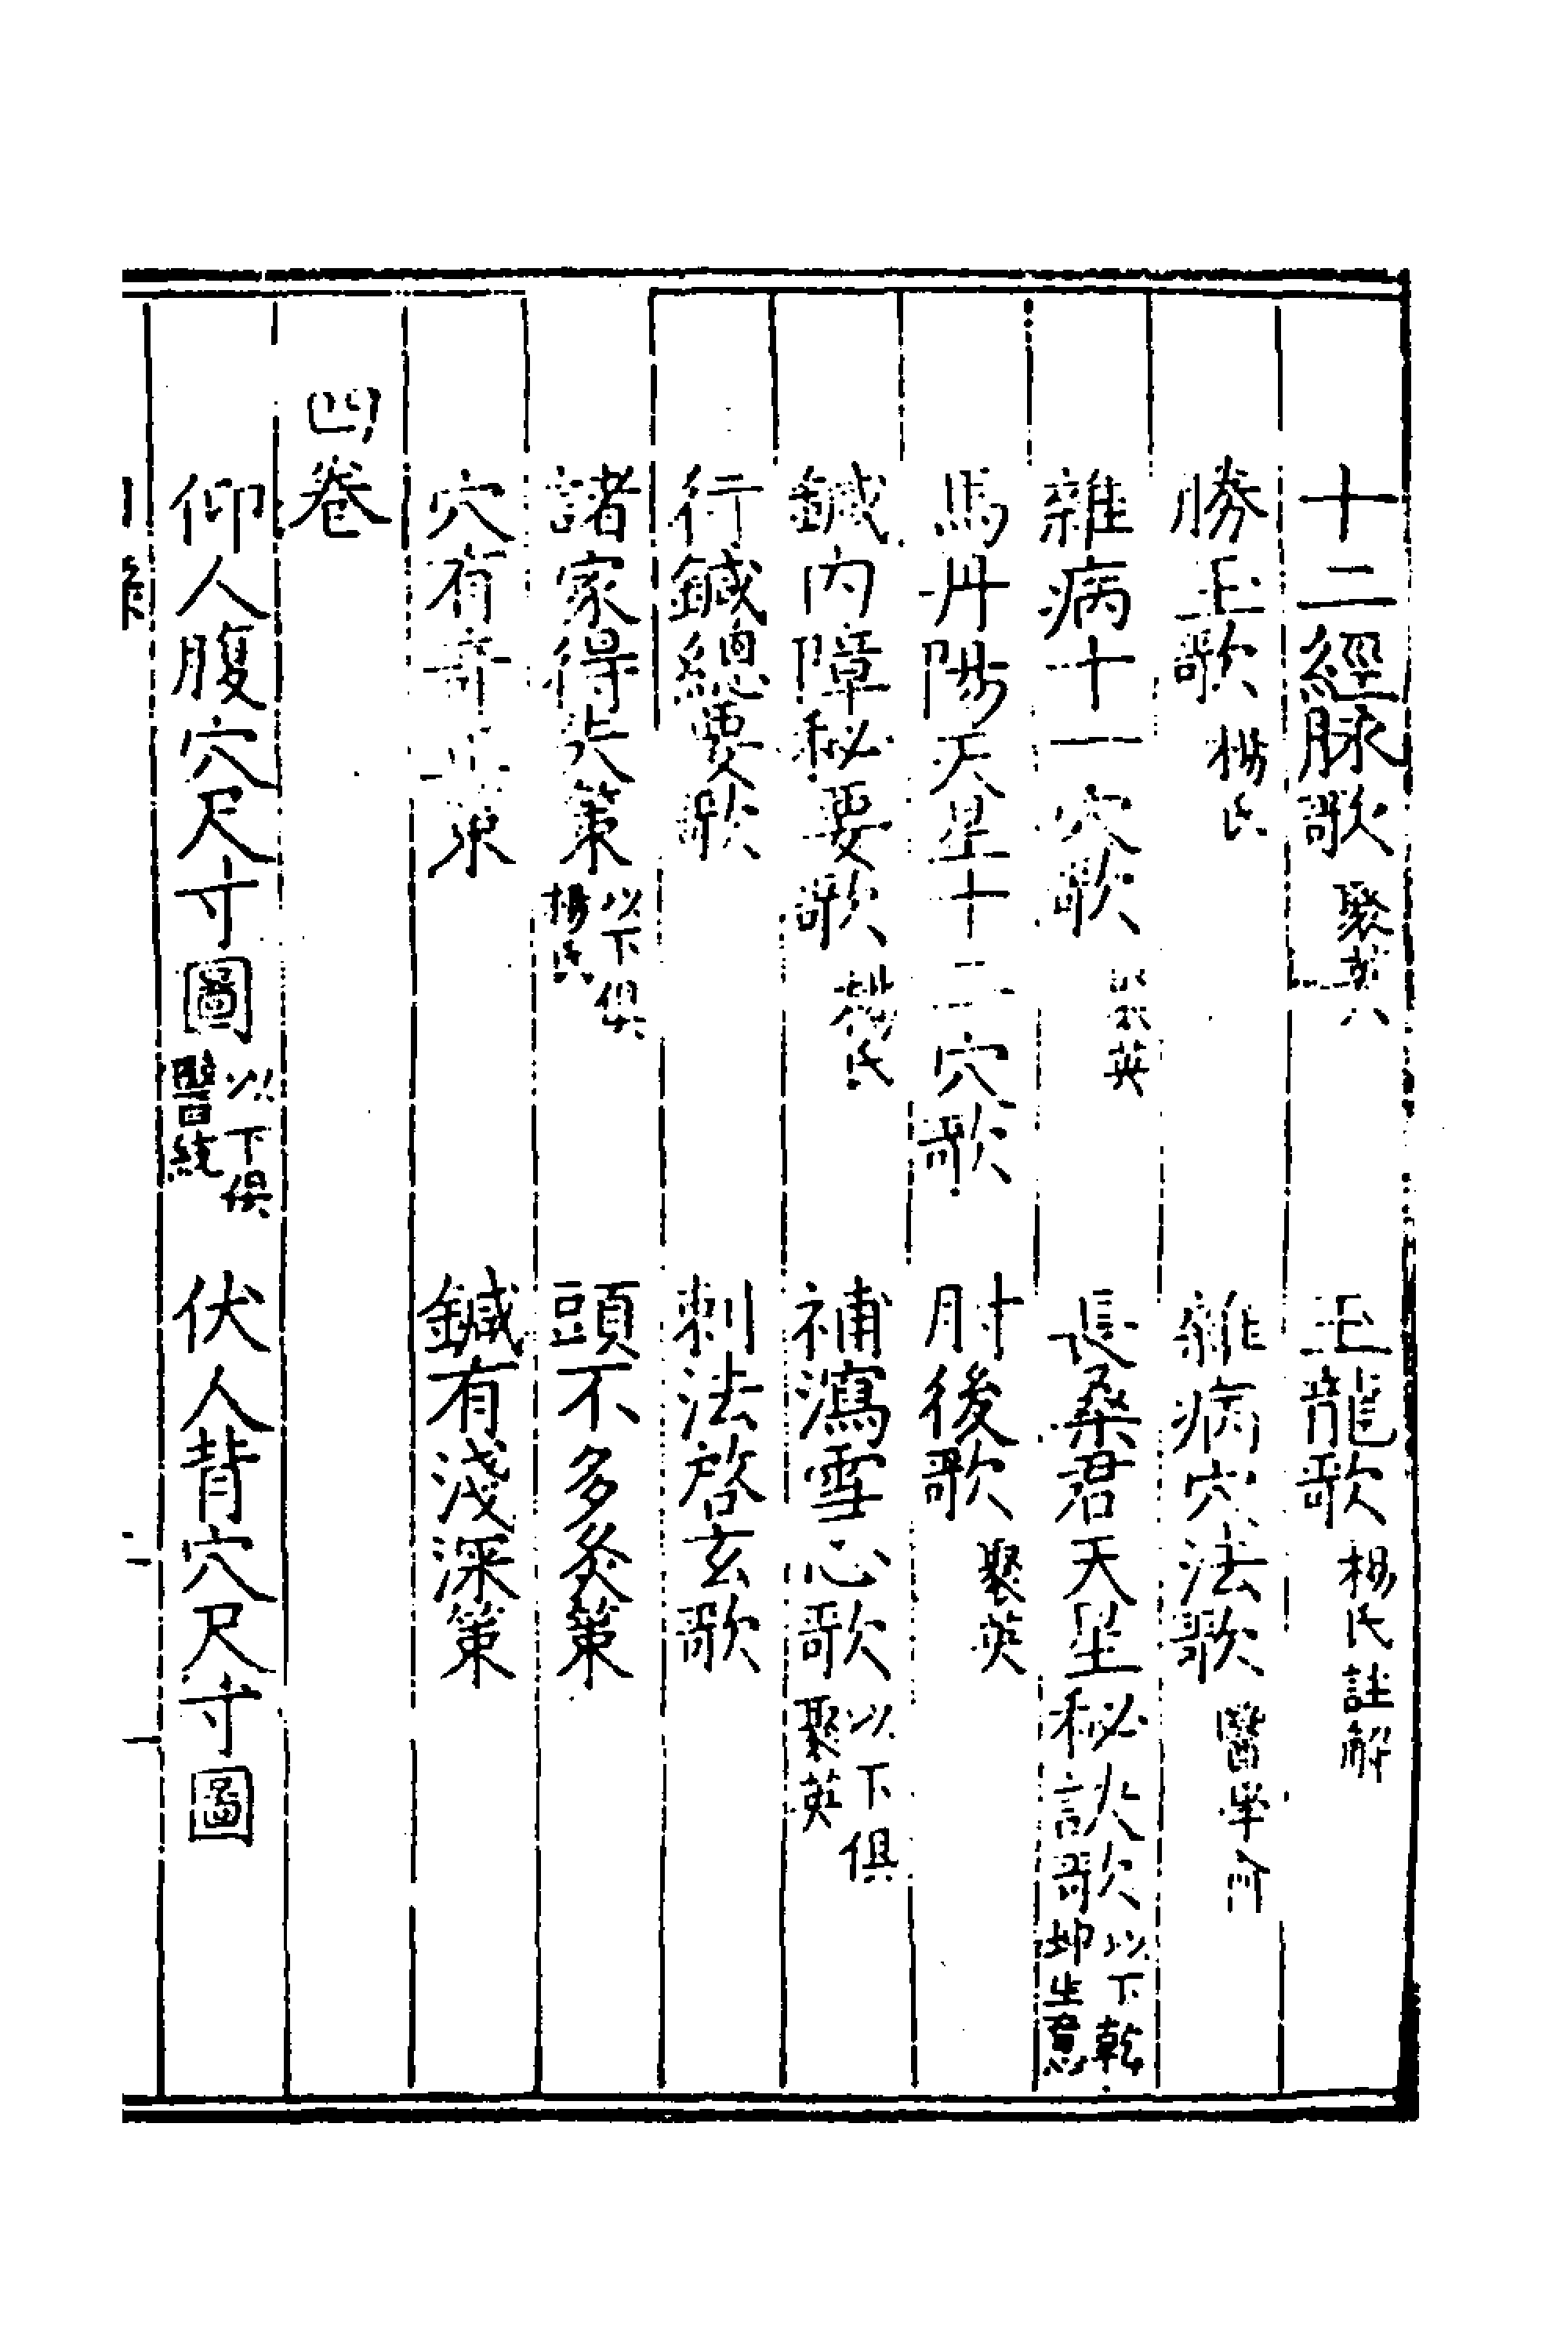 十二經脉歌 聚英 玉龍歌 楊氏註解
勝玉歌 楊氏 雜病穴法歌 醫學
雜病十一穴歌 聚英 長桑君天星秘訣歌 以下乾坤生意
馬丹陽天星十二穴歌 肘後歌 聚英
鍼內障秘要歌 楊氏 補瀉雪心歌 以下俱聚英
行鍼總要歌 刺法啓玄歌
諸家得失策 以下俱楊氏 頭不多灸策
穴有奇 鍼有淺深策
四卷
仰人腹穴尺寸圖 以下俱醫統 伏人背穴尺寸圖